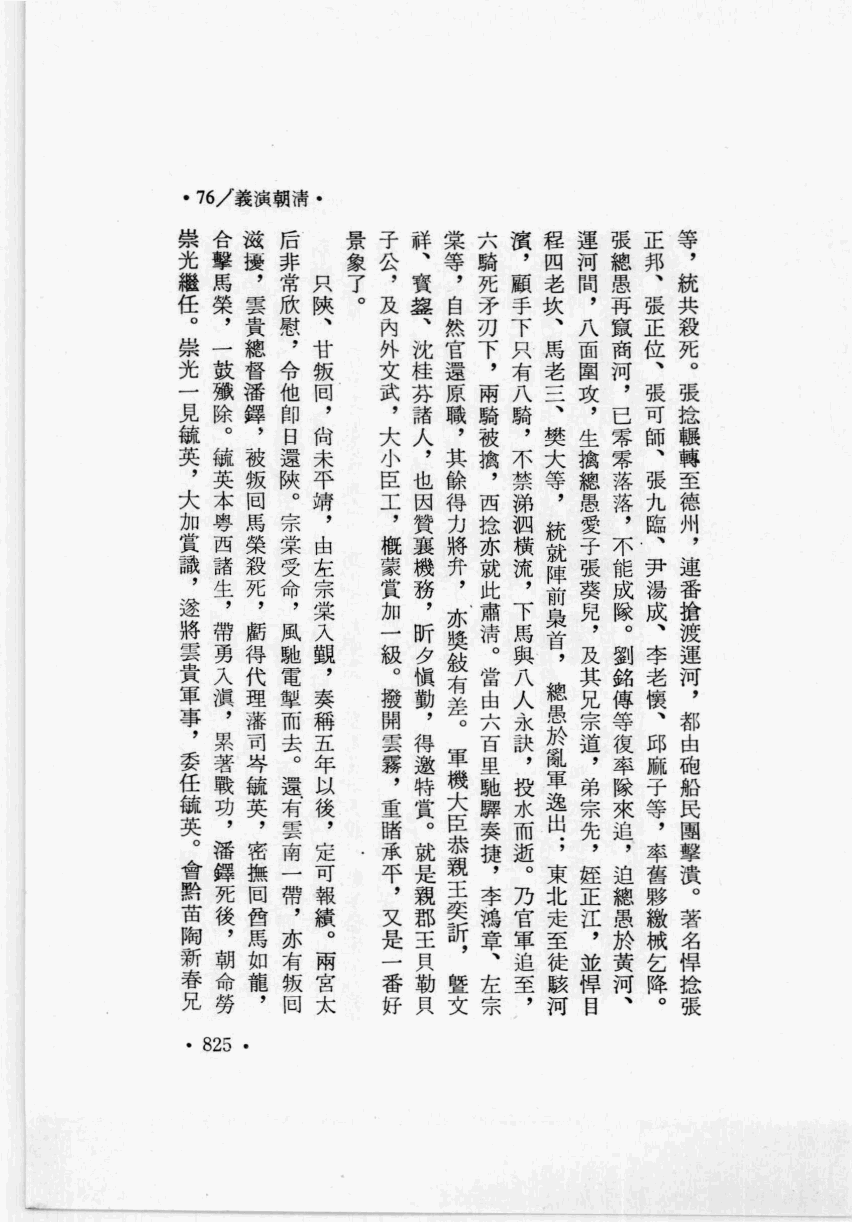 •76／清朝演義•
等，統共殺死。張捻輾轉至德州，連番搶渡運河，都由砲船民團擊潰。著名悍捻張
正邦、張正位、張可師、張九臨、尹湯成、李老懷、邱麻子等，率舊夥繳械乞降。
張總愚再竄商河，已零零落落，不能成隊。劉銘傳等復率隊來追，迫總愚於黃河、
運河間，八面圍攻，生擒總愚愛子張葵兒，及其兄宗道，弟宗先，姪正江，並悍目
程四老坎、馬老三、樊大等，統就陣前梟首，總愚於亂軍逸出；東北走至徒駭河
濱，顧手下只有八騎，不禁涕泗橫流，下馬與八人永訣，投水而逝。乃官軍追至，
六騎死矛刃下，兩騎被擒，西捻亦就此肅清。當由六百里馳驛奏捷，李鴻章、左宗
棠等，自然官還原職，其餘得力將弁，亦獎敍有差。軍機大臣恭親王奕訢，暨文
祥、寶鋆、沈桂芬諸人，也因贊襄機務，昕夕慎勤，得邀特賞。就是親郡王貝勒貝
子公，及內外文武，大小臣工，概蒙賞加一級。撥開雲霧，重睹承平，又是一番好
景象了。
只陝、甘叛回，尚未平靖，由左宗棠入覲，奏稱五年以後，定可報績。兩宮太
后非常欣慰，令他卽日還陝。宗棠受命，風馳電掣而去。還有雲南一帶，亦有叛回
滋擾，雲貴總督潘鐸，被叛回馬榮殺死，虧得代理藩司岑毓英，密撫回酋馬如龍，
合擊馬榮，一鼓殲除。毓英本粵西諸生，帶勇入滇，累著戰功，潘鐸死後，朝命勞
崇光繼任。崇光一見毓英，大加賞識，遂將雲貴軍事，委任毓英。會黔苗陶新春兄
•825•